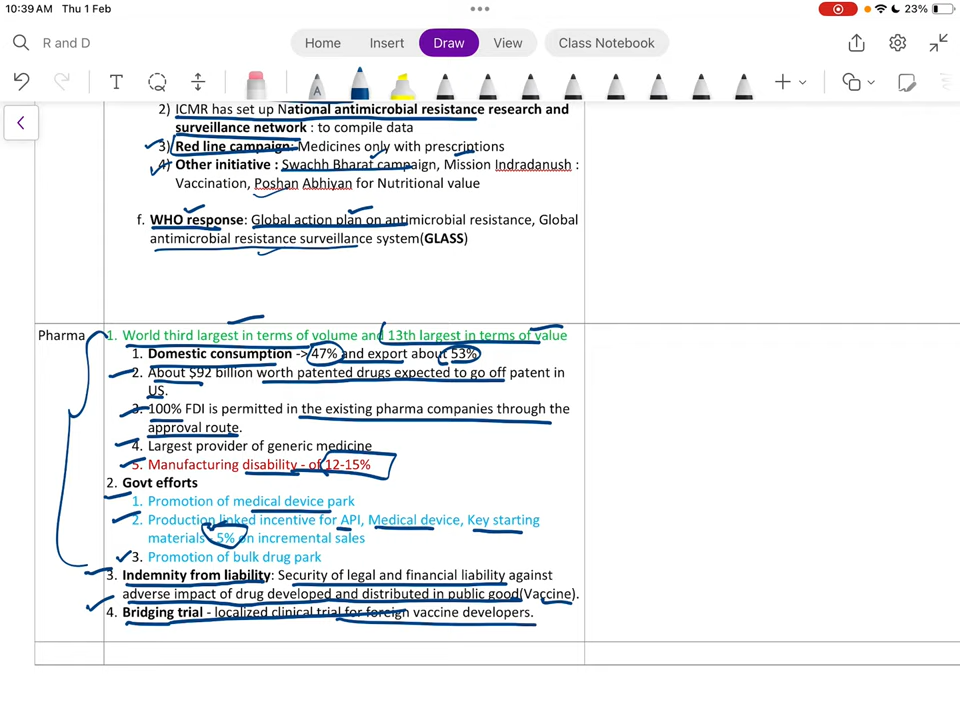 10:39 AM Thu 1 Feb
23%
R and D
Home Insert Draw View Class Notebook
2) ICMR has set up National antimicrobial resistance research and
surveillance network : to compile data
3) Red line campaign: Medicines only with prescriptions
4) Other initiative : Swachh Bharat campaign, Mission Indradanush :
Vaccination, Poshan Abhiyan for Nutritional value
f. WHO response: Global action plan on antimicrobial resistance, Global
antimicrobial resistance surveillance system(GLASS)
Pharma
1. World third largest in terms of volume and 13th largest in terms of value
1. Domestic consumption -> 47% and export about 53%
2. About $92 billion worth patented drugs expected to go off patent in
US.
3. 100% FDI is permitted in the existing pharma companies through the
approval route.
4. Largest provider of generic medicine
5. Manufacturing disability - of 12-15%
2. Govt efforts
1. Promotion of medical device park
2. Production linked incentive for API, Medical device, Key starting
materials - 5% on incremental sales
3. Promotion of bulk drug park
3. Indemnity from liability: Security of legal and financial liability against
adverse impact of drug developed and distributed in public good(Vaccine).
4. Bridging trial - localized clinical trial for foreign vaccine developers.